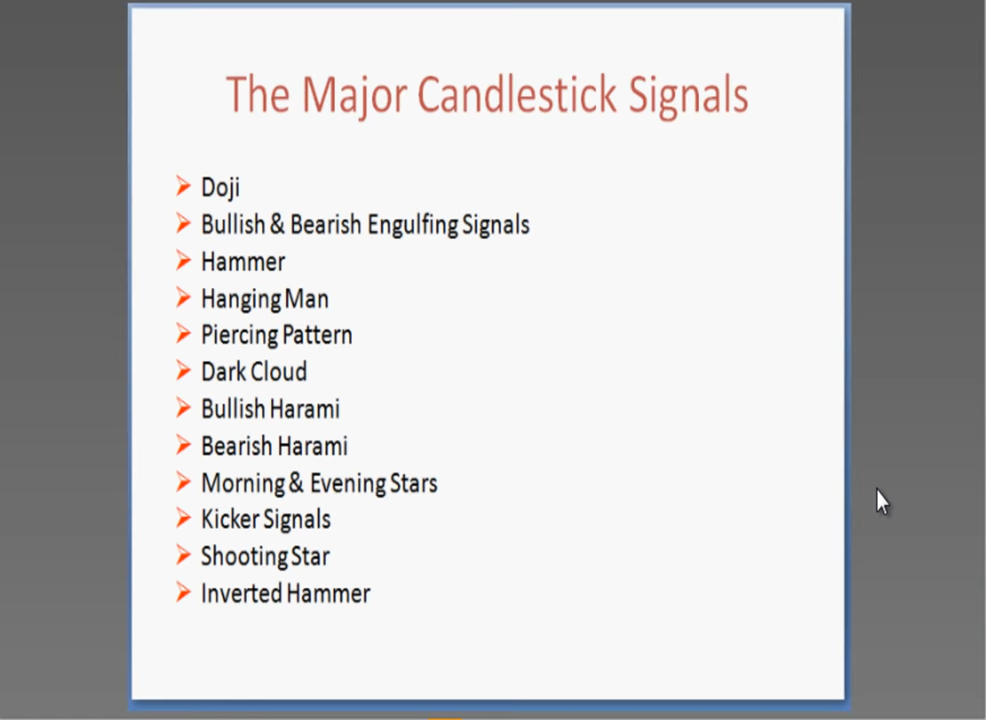 The Major Candlestick Signals
Doji
Bullish & Bearish Engulfing Signals
Hammer
Hanging Man
Piercing Pattern
Dark Cloud
Bullish Harami
Bearish Harami
Morning & Evening Stars
Kicker Signals
Shooting Star
Inverted Hammer